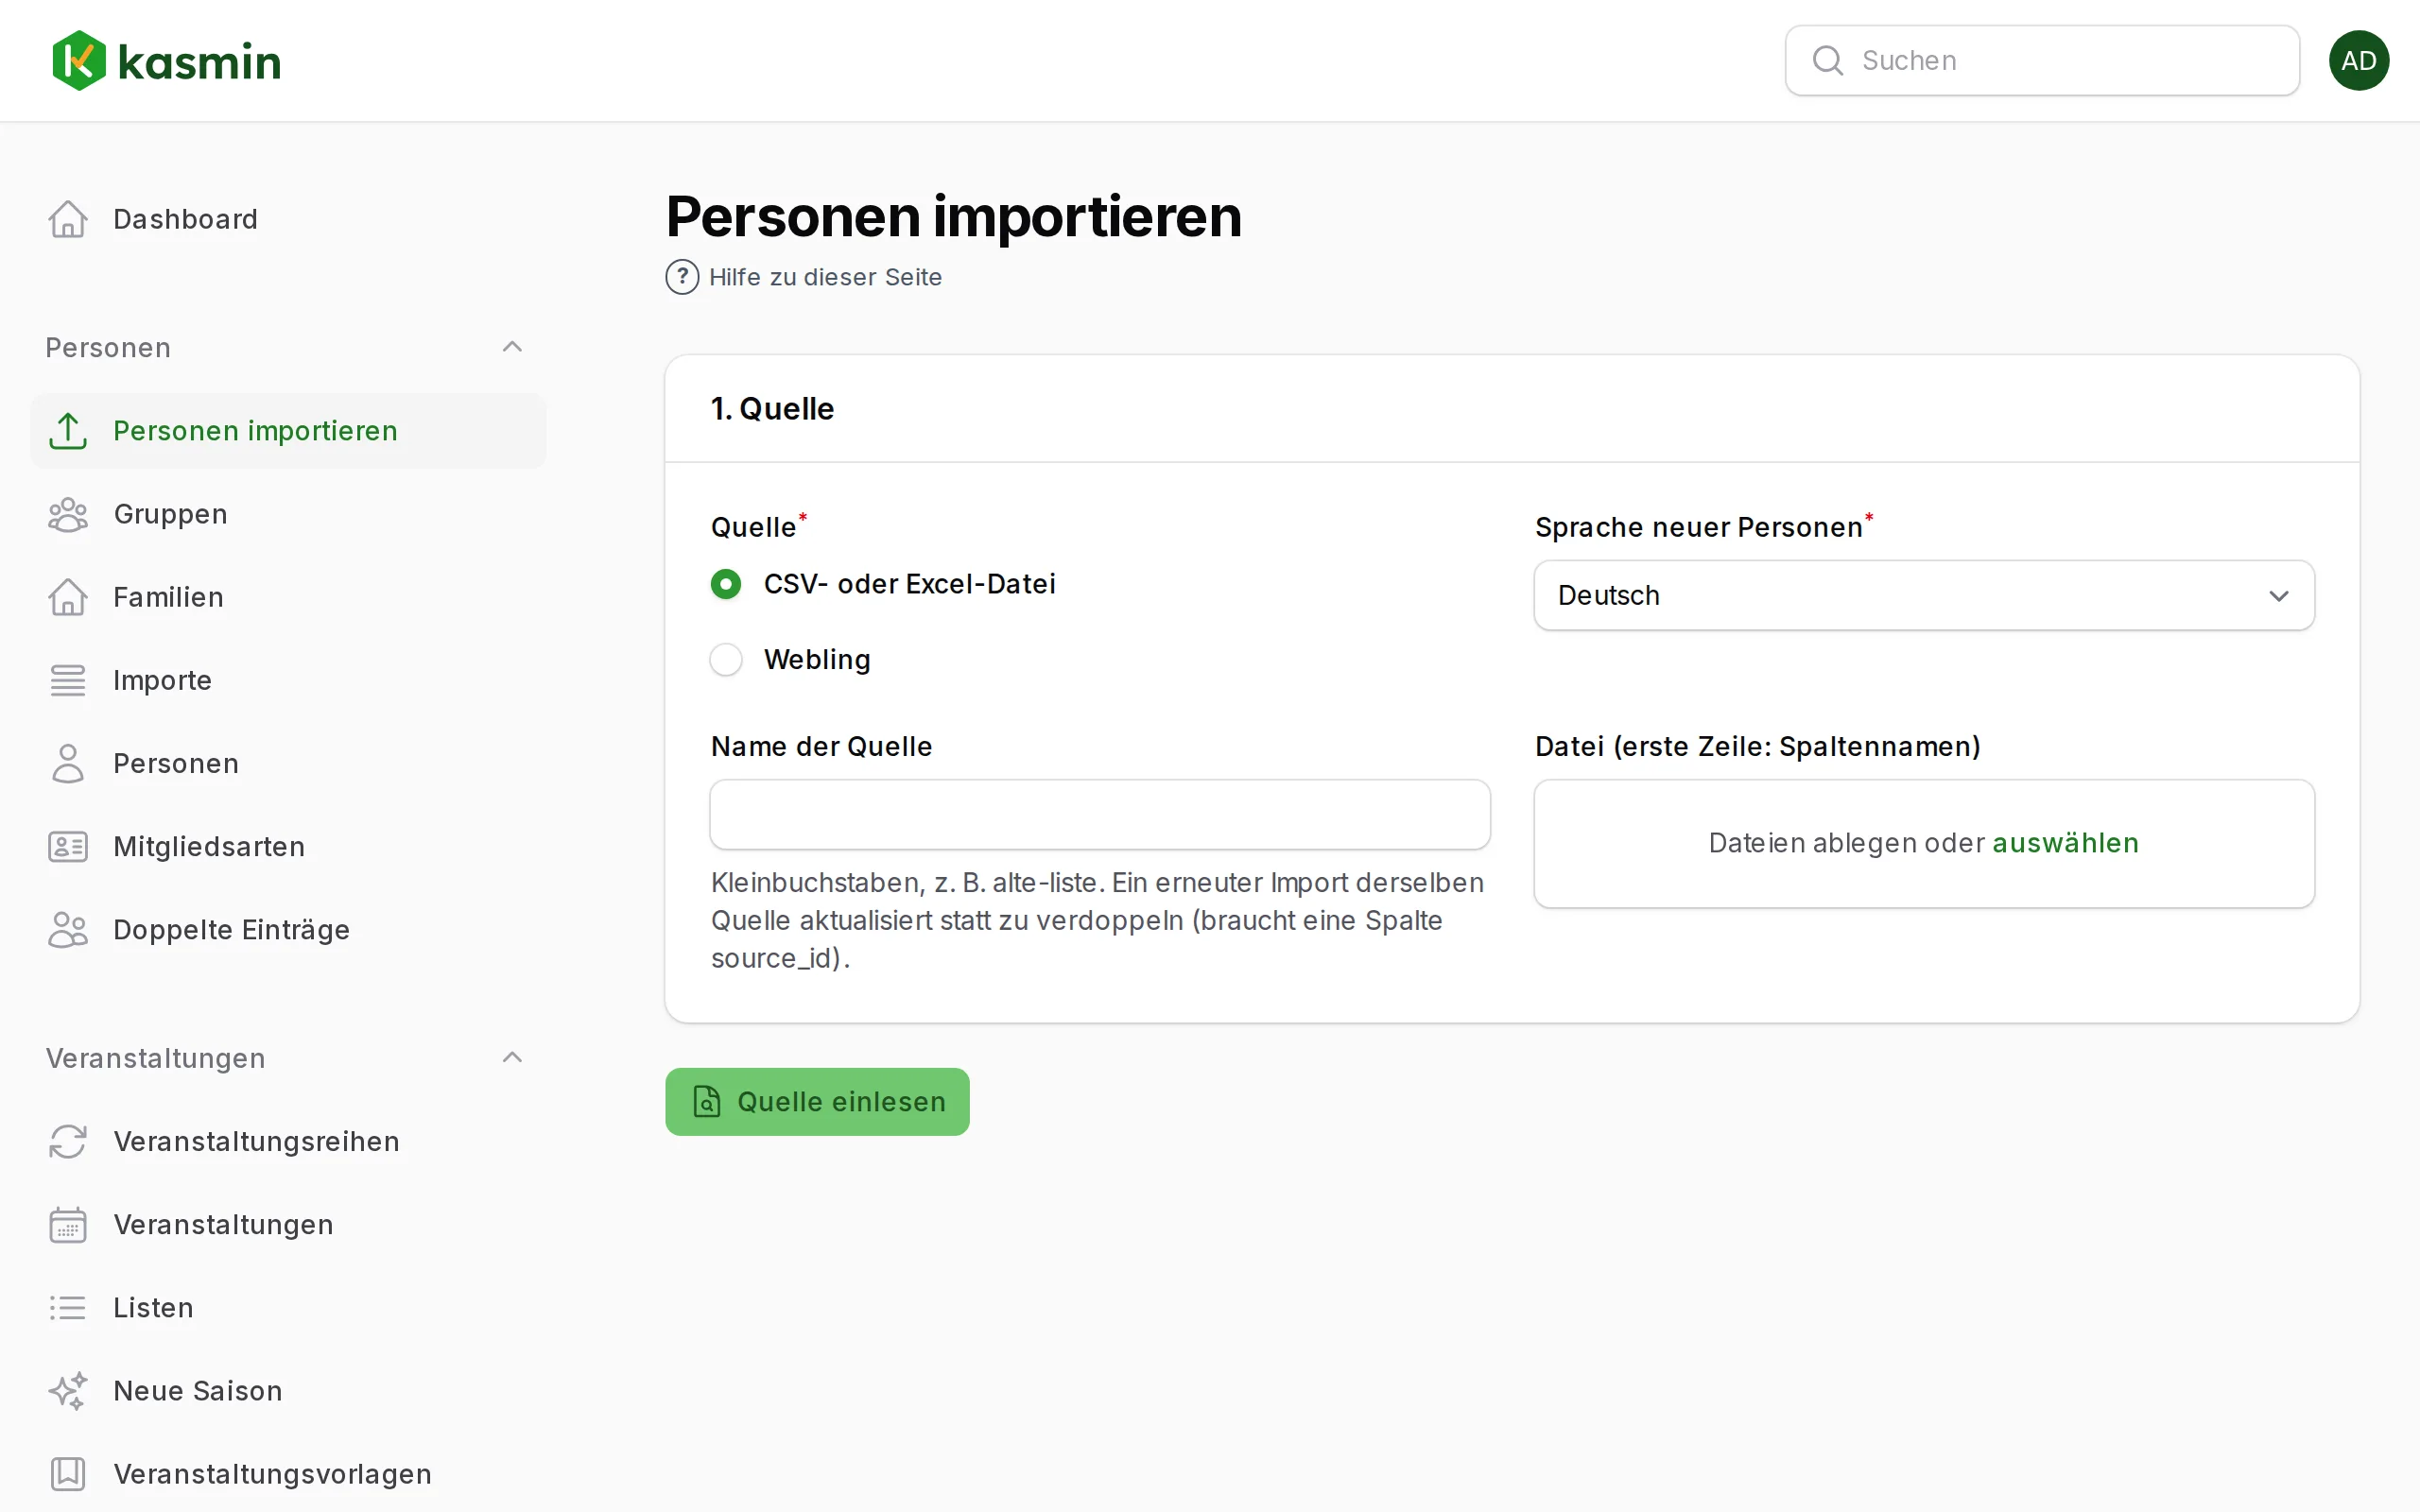 kasmin
Suchen
AD
Dashboard
Personen
Personen importieren
Gruppen
Familien
Importe
Personen
Mitgliedsarten
Doppelte Einträge
Veranstaltungen
Veranstaltungsreihen
Veranstaltungen
Listen
Neue Saison
Veranstaltungsvorlagen
Personen importieren
? Hilfe zu dieser Seite
1. Quelle
Quelle*
CSV- oder Excel-Datei
Webling
Sprache neuer Personen*
Deutsch
Name der Quelle
Kleinbuchstaben, z. B. alte-liste. Ein erneuter Import derselben
Quelle aktualisiert statt zu verdoppeln (braucht eine Spalte
source_id).
Datei (erste Zeile: Spaltennamen)
Dateien ablegen oder auswählen
Quelle einlesen